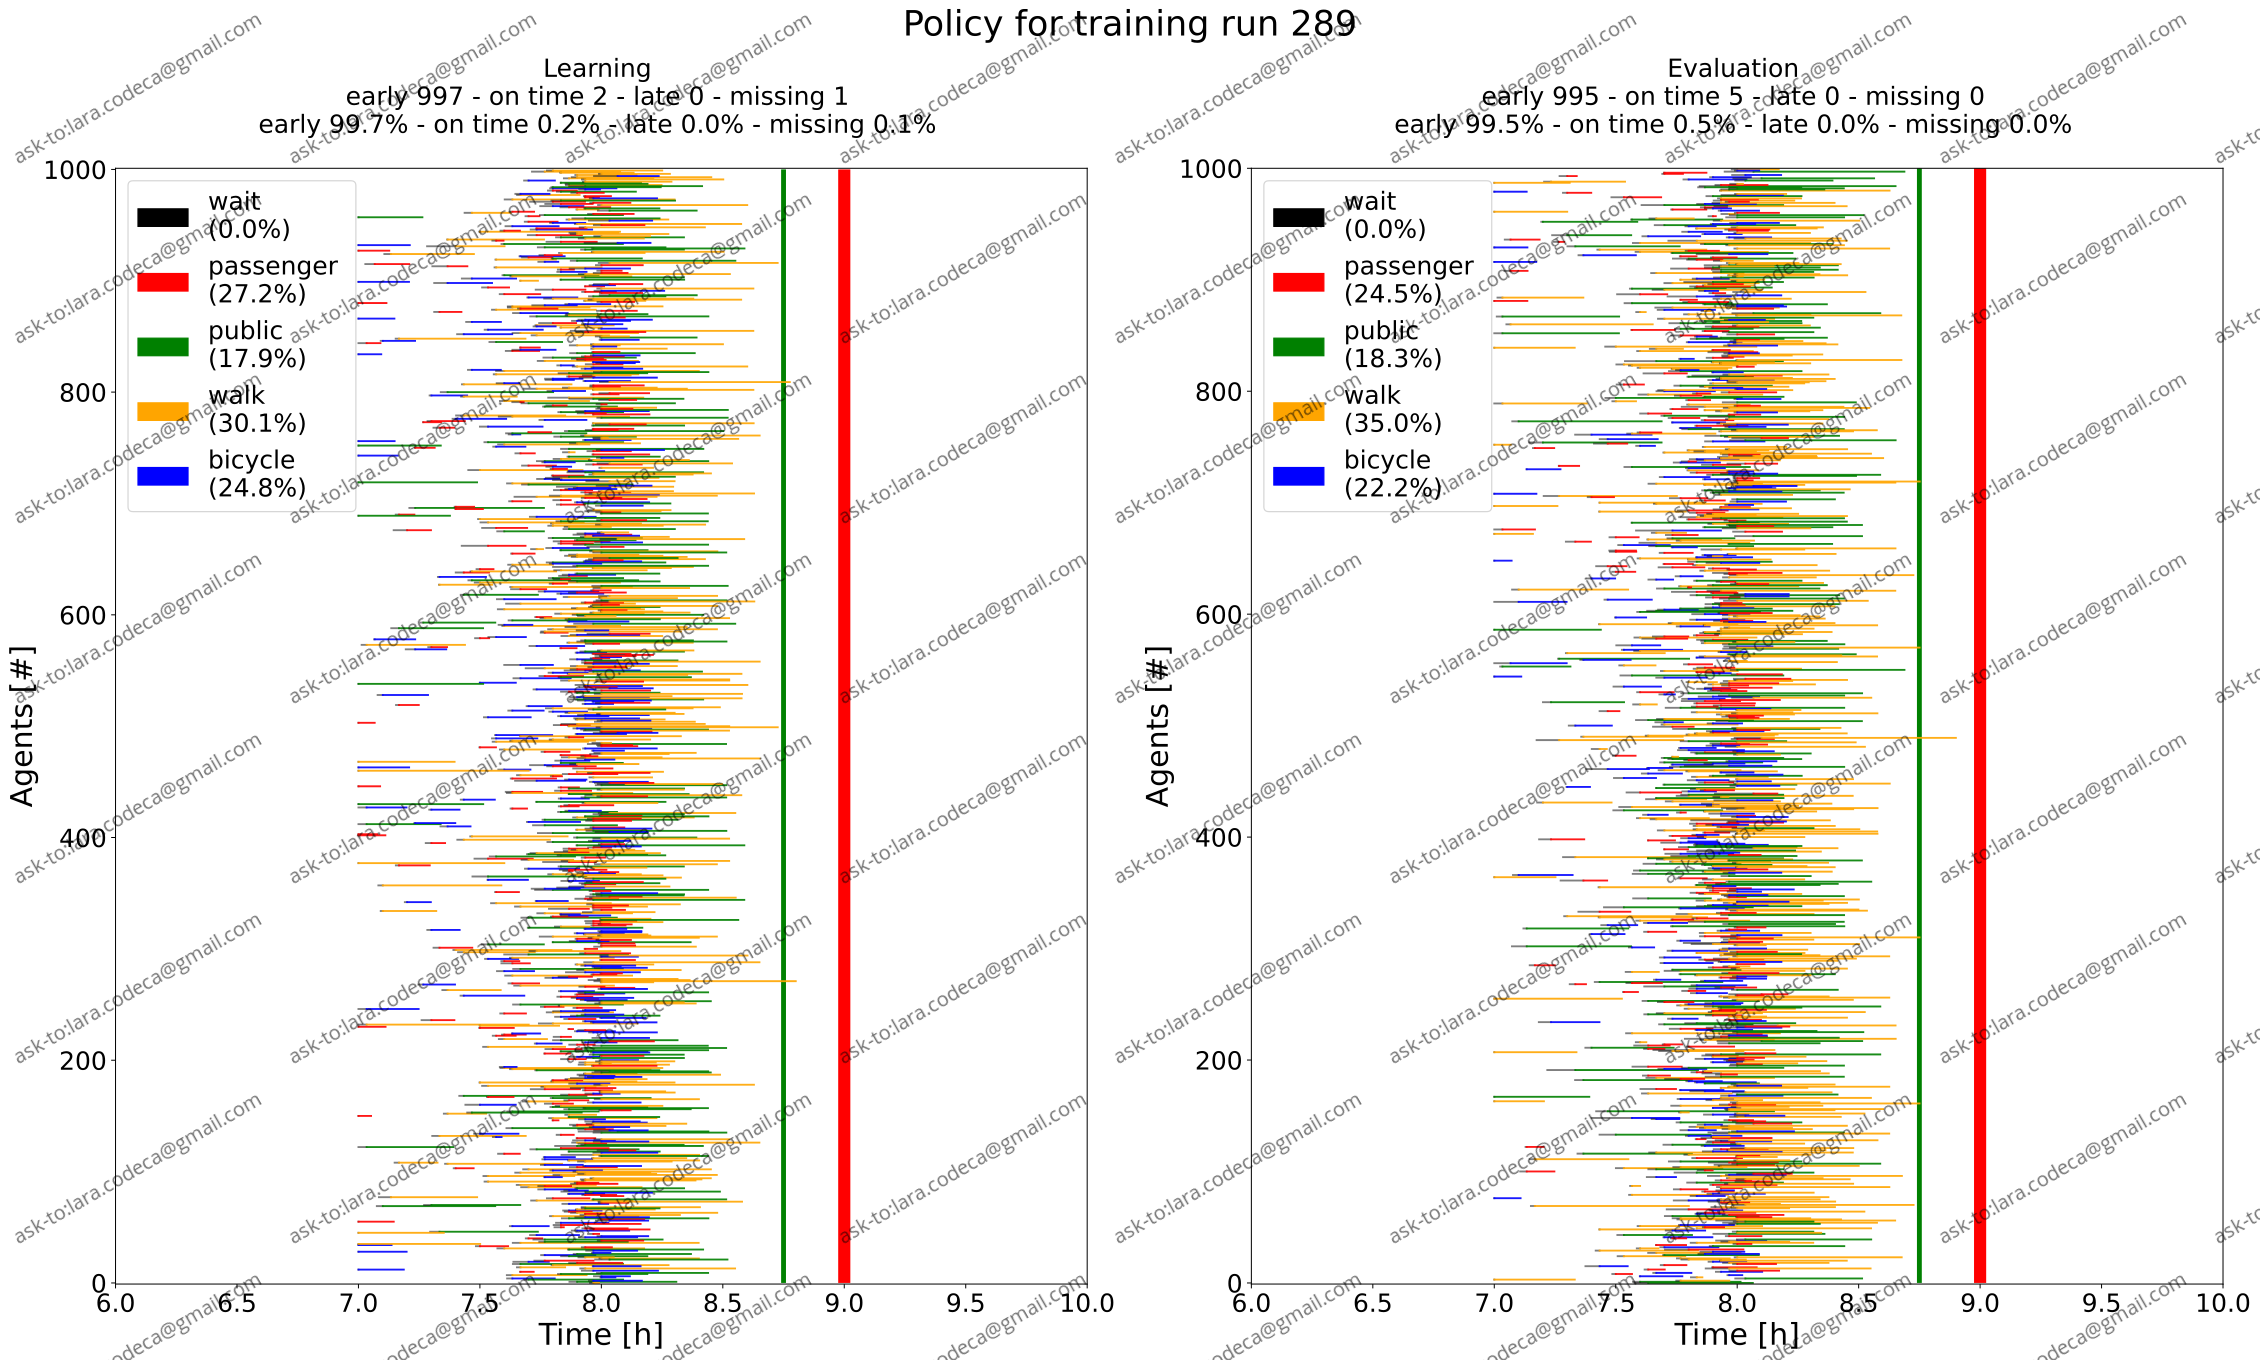 Policy for training run 289
Learning
early 997 - on time 2 - late 0 - missing 1
early 99.7% - on time 0.2% - late 0.0% - missing 0.1%
Agents [#]
1000
800
600
400
200
0
wait
(0.0%)
passenger
(27.2%)
public
(17.9%)
walk
(30.1%)
bicycle
(24.8%)
6.0 6.5 7.0 7.5 8.0 8.5 9.0 9.5 10.0
Time [h]
Evaluation
early 995 - on time 5 - late 0 - missing 0
early 99.5% - on time 0.5% - late 0.0% - missing 0.0%
Agents [#]
1000
800
600
400
200
0
wait
(0.0%)
passenger
(24.5%)
public
(18.3%)
walk
(35.0%)
bicycle
(22.2%)
6.0 6.5 7.0 7.5 8.0 8.5 9.0 9.5 10.0
Time [h]
ask-to:lara.codeca@gmail.com